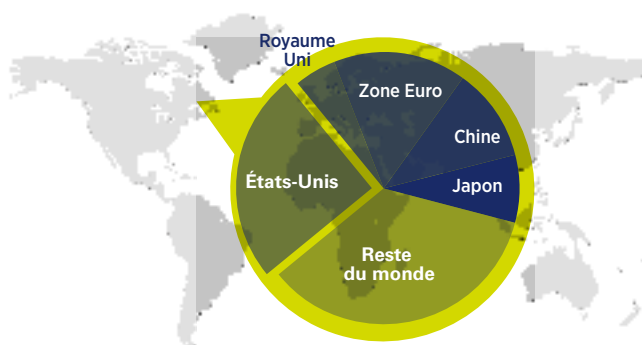 Royaume
Uni
Zone Euro
Chine
États-Unis
Japon
Reste
du monde